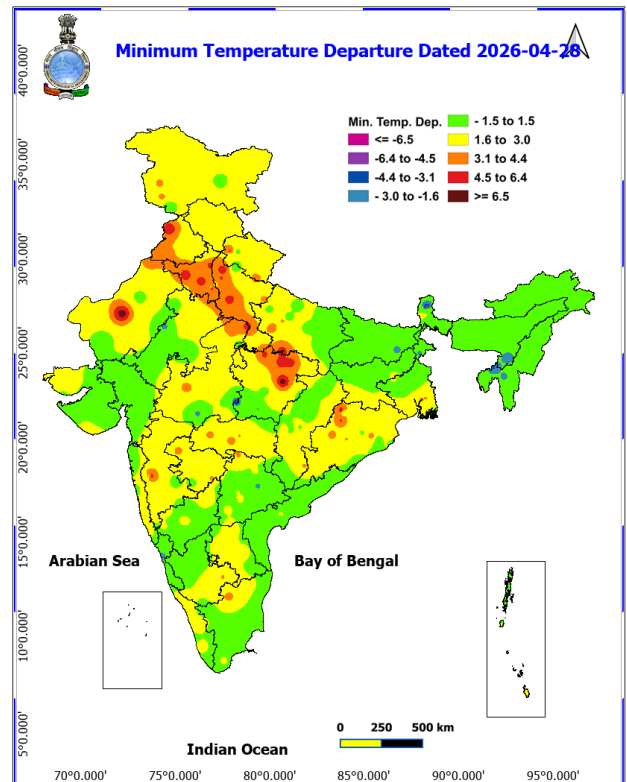 Minimum Temperature Departure Dated 2026-04-28
Min. Temp. Dep.
<= -6.5
-6.4 to -4.5
-4.4 to -3.1
- 3.0 to -1.6
- 1.5 to 1.5
1.6 to 3.0
3.1 to 4.4
4.5 to 6.4
>= 6.5
40°0.000'
35°0.000'
30°0.000'
25°0.000'
20°0.000'
15°0.000'
10°0.000'
5°0.000'
Arabian Sea
Bay of Bengal
0 250 500 km
Indian Ocean
70°0.000' 75°0.000' 80°0.000' 85°0.000' 90°0.000' 95°0.000'